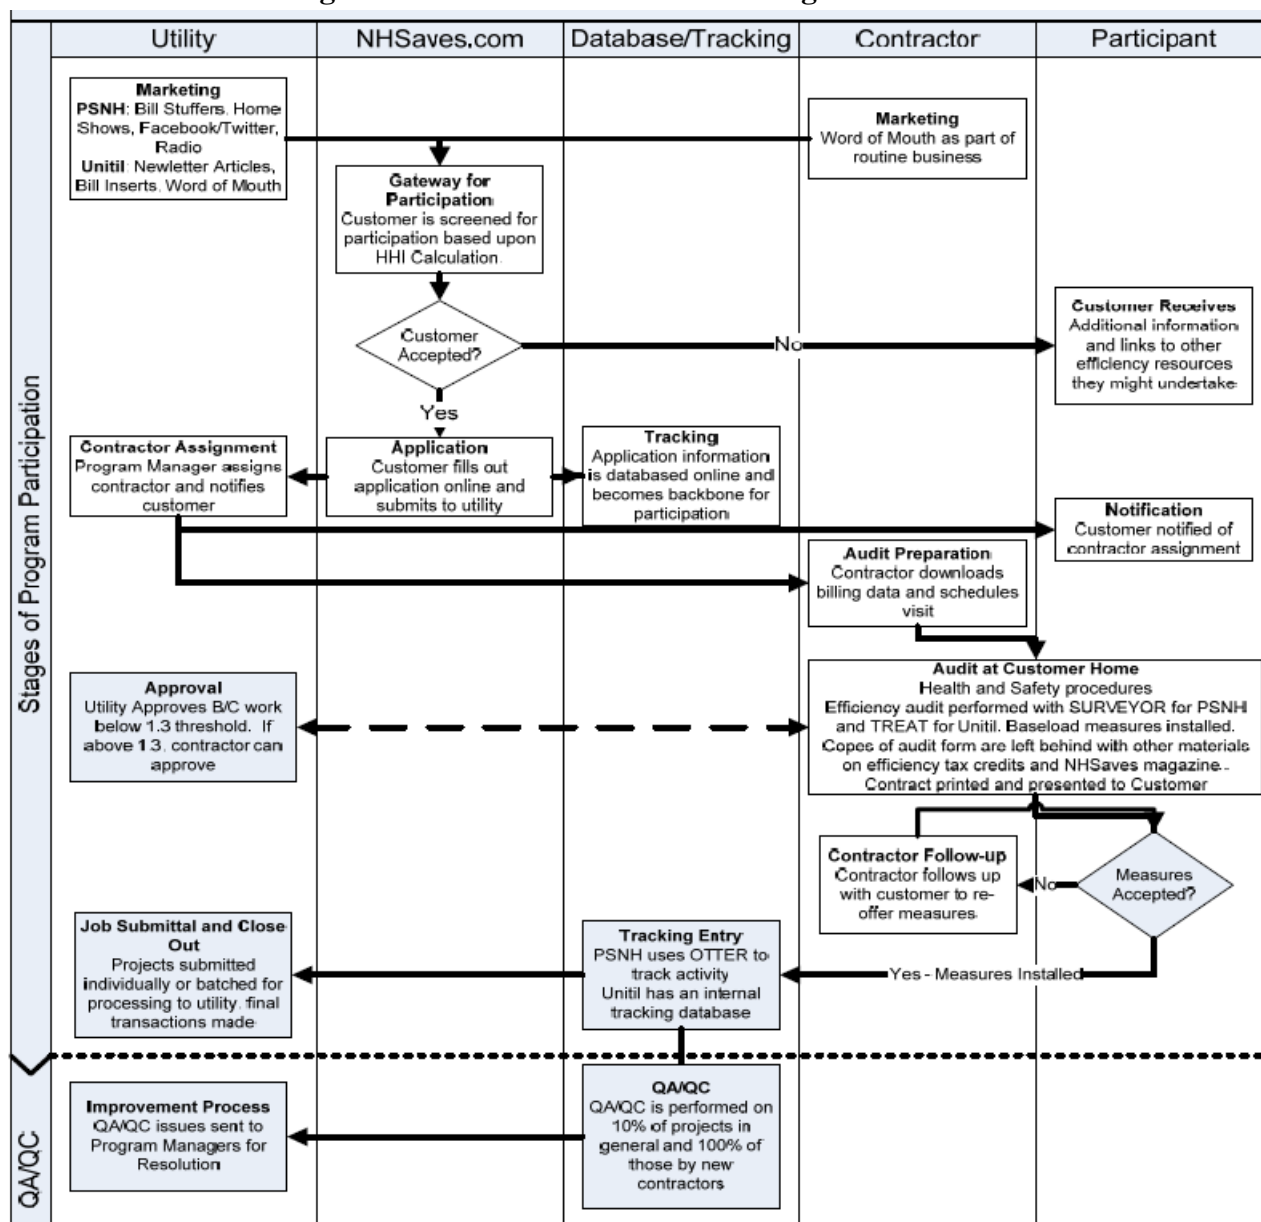 Utility
NHSaves.com
Database/Tracking
Contractor
Participant
Stages of Program Participation
Marketing
PSNH: Bill Stuffers, Home
Shows, Facebook/Twitter,
Radio
Unitil: Newletter Articles,
Bill Inserts, Word of Mouth
Marketing
Word of Mouth as part of
routine business
Gateway for
Participation
Customer is screened for
participation based upon
HHI Calculation
Customer
Accepted?
No
Customer Receives
Additional information
and links to other
efficiency resources
they might undertake
Yes
Contractor Assignment
Program Manager assigns
contractor and notifies
customer
Application
Customer fills out
application online and
submits to utility
Tracking
Application information
is databased online and
becomes backbone for
participation
Notification
Customer notified of
contractor assignment
Audit Preparation
Contractor downloads
billing data and schedules
visit
Approval
Utility Approves B/C work
below 1.3 threshold. If
above 1.3, contractor can
approve
Audit at Customer Home
Health and Safety procedures
Efficiency audit performed with SURVEYOR for PSNH
and TREAT for Unitil. Baseload measures installed.
Copes of audit form are left behind with other materials
on efficiency tax credits and NHSaves magazine..
Contract printed and presented to Customer
Contractor Follow-up
Contractor follows up
with customer to re-
offer measures
No
Measures
Accepted?
Job Submittal and Close
Out
Projects submitted
individually or batched for
processing to utility, final
transactions made
Tracking Entry
PSNH uses OTTER to
track activity
Unitil has an internal
tracking database
Yes - Measures Installed
QA/QC
Improvement Process
QA/QC issues sent to
Program Managers for
Resolution
QA/QC
QA/QC is performed on
10% of projects in
general and 100% of
those by new
contractors